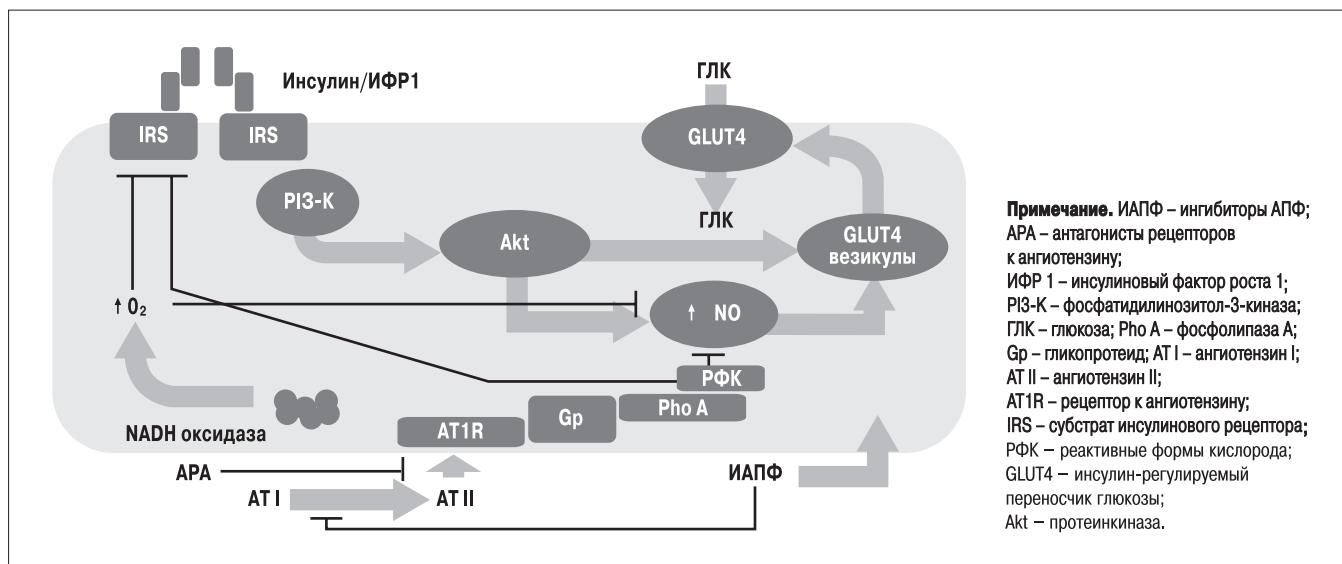 Инсулин/ИФР1
IRS
IRS
PI3-K
Akt
ГЛК
GLUT4
ГЛК
GLUT4
везикулы
↑ O₂
↑ NO
РФК
Pho A
Gp
AT1R
NADH оксидаза
АРА
AT I
AT II
ИАПФ
Примечание. ИАПФ – ингибиторы АПФ;
АРА – антагонисты рецепторов
к ангиотензину;
ИФР 1 – инсулиновый фактор роста 1;
PI3-K – фосфатидилинозитол-3-киназа;
ГЛК – глюкоза; Pho A – фосфолипаза А;
Gp – гликопротеид; AT I – ангиотензин I;
AT II – ангиотензин II;
AT1R – рецептор к ангиотензину;
IRS – субстрат инсулинового рецептора;
РФК – реактивные формы кислорода;
GLUT4 – инсулин-регулируемый
переносчик глюкозы;
Akt – протеинкиназа.